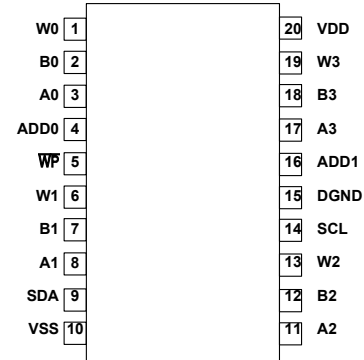 W0 1 20 VDD
B0 2 19 W3
A0 3 18 B3
ADD0 4 17 A3
W̅P̅ 5 16 ADD1
W1 6 15 DGND
B1 7 14 SCL
A1 8 13 W2
SDA 9 12 B2
VSS 10 11 A2